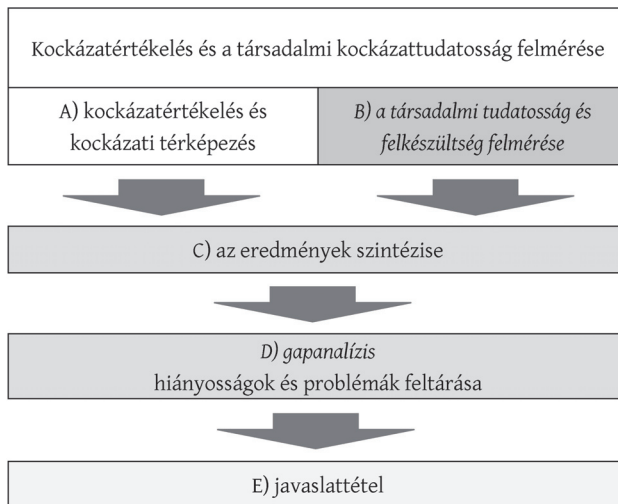 Kockázatértékelés és a társadalmi kockázattudatosság felmérése
A) kockázatértékelés és
kockázati térképezés
B) a társadalmi tudatosság és
felkészültség felmérése
C) az eredmények szintézise
D) gapanalízis
hiányosságok és problémák feltárása
E) javaslattétel